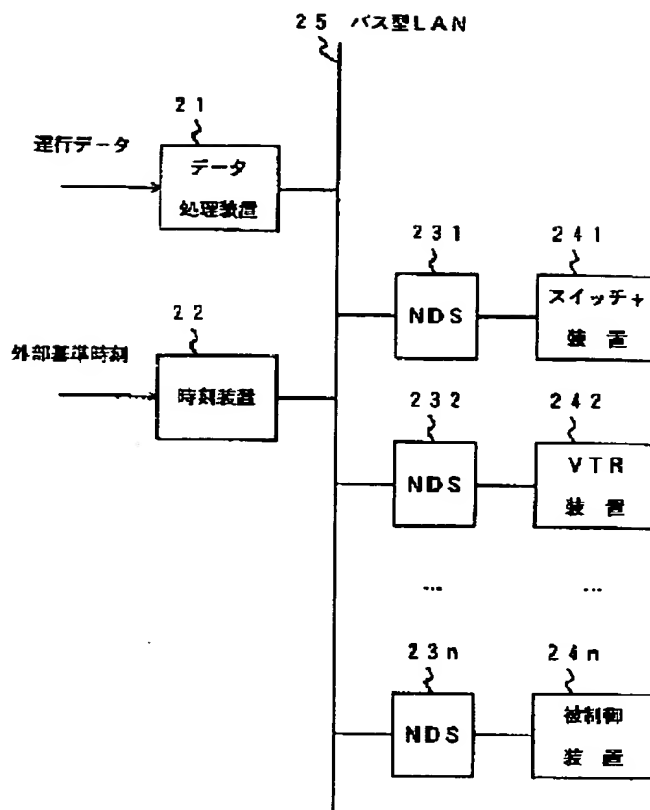 25 バス型LAN
21
運行データ
データ
処理装置
22
外部基準時刻
時刻装置
231
241
NDS
スイッチャ
装置
232
242
NDS
VTR
装置
… …
23n
24n
NDS
被制御
装置